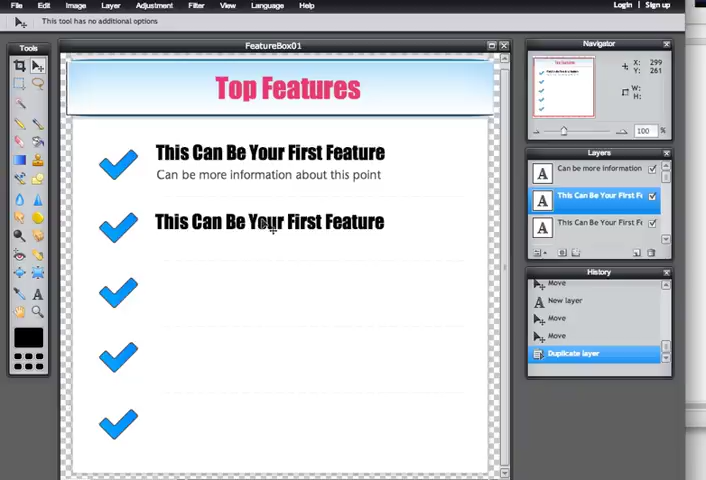 File Edit Image Layer Adjustment Filter View Language Help Login | Sign up
This tool has no additional options
Tools
FeatureBox01
Top Features
This Can Be Your First Feature
Can be more information about this point
This Can Be Your First Feature
Navigator
Top Features
X: 299
Y: 261
W:
H:
100 %
Layers
A Can be more information
A This Can Be Your First Fe
A This Can Be Your First Fe
History
Move
A New layer
Move
Move
Duplicate layer